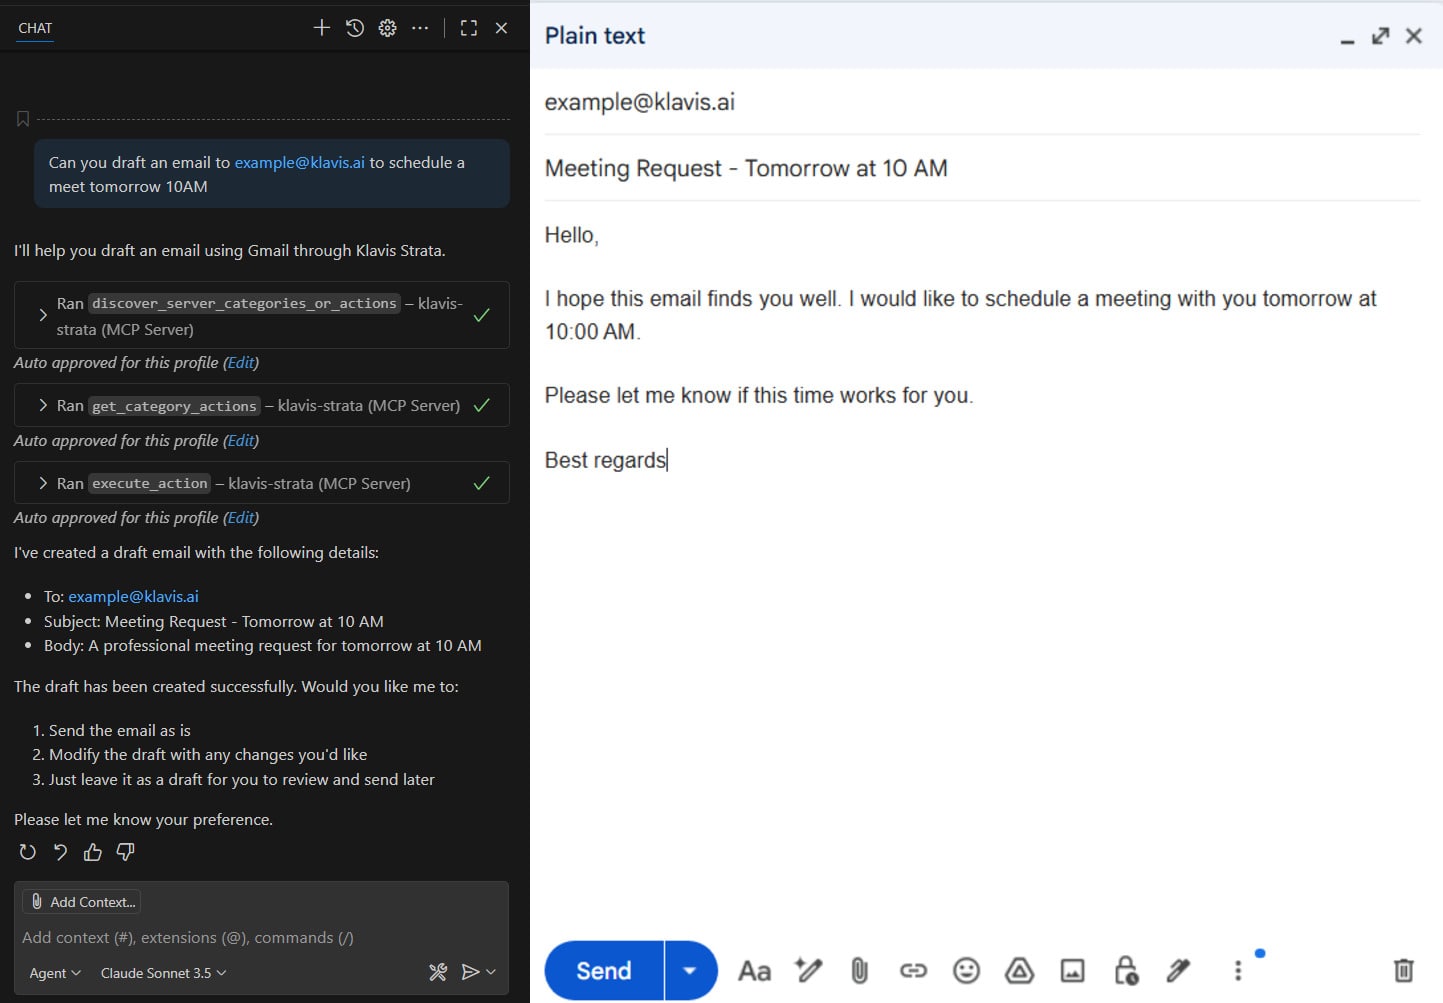 CHAT
Can you draft an email to example@klavis.ai to schedule a
meet tomorrow 10AM
I'll help you draft an email using Gmail through Klavis Strata.
Ran discover_server_categories_or_actions – klavis-
strata (MCP Server)
Auto approved for this profile (Edit)
Ran get_category_actions – klavis-strata (MCP Server)
Auto approved for this profile (Edit)
Ran execute_action – klavis-strata (MCP Server)
Auto approved for this profile (Edit)
I've created a draft email with the following details:
• To: example@klavis.ai
• Subject: Meeting Request - Tomorrow at 10 AM
• Body: A professional meeting request for tomorrow at 10 AM
The draft has been created successfully. Would you like me to:
1. Send the email as is
2. Modify the draft with any changes you'd like
3. Just leave it as a draft for you to review and send later
Please let me know your preference.
Add Context...
Add context (#), extensions (@), commands (/)
Agent
Claude Sonnet 3.5
Plain text
example@klavis.ai
Meeting Request - Tomorrow at 10 AM
Hello,
I hope this email finds you well. I would like to schedule a meeting with you tomorrow at
10:00 AM.
Please let me know if this time works for you.
Best regards
Send
Aa